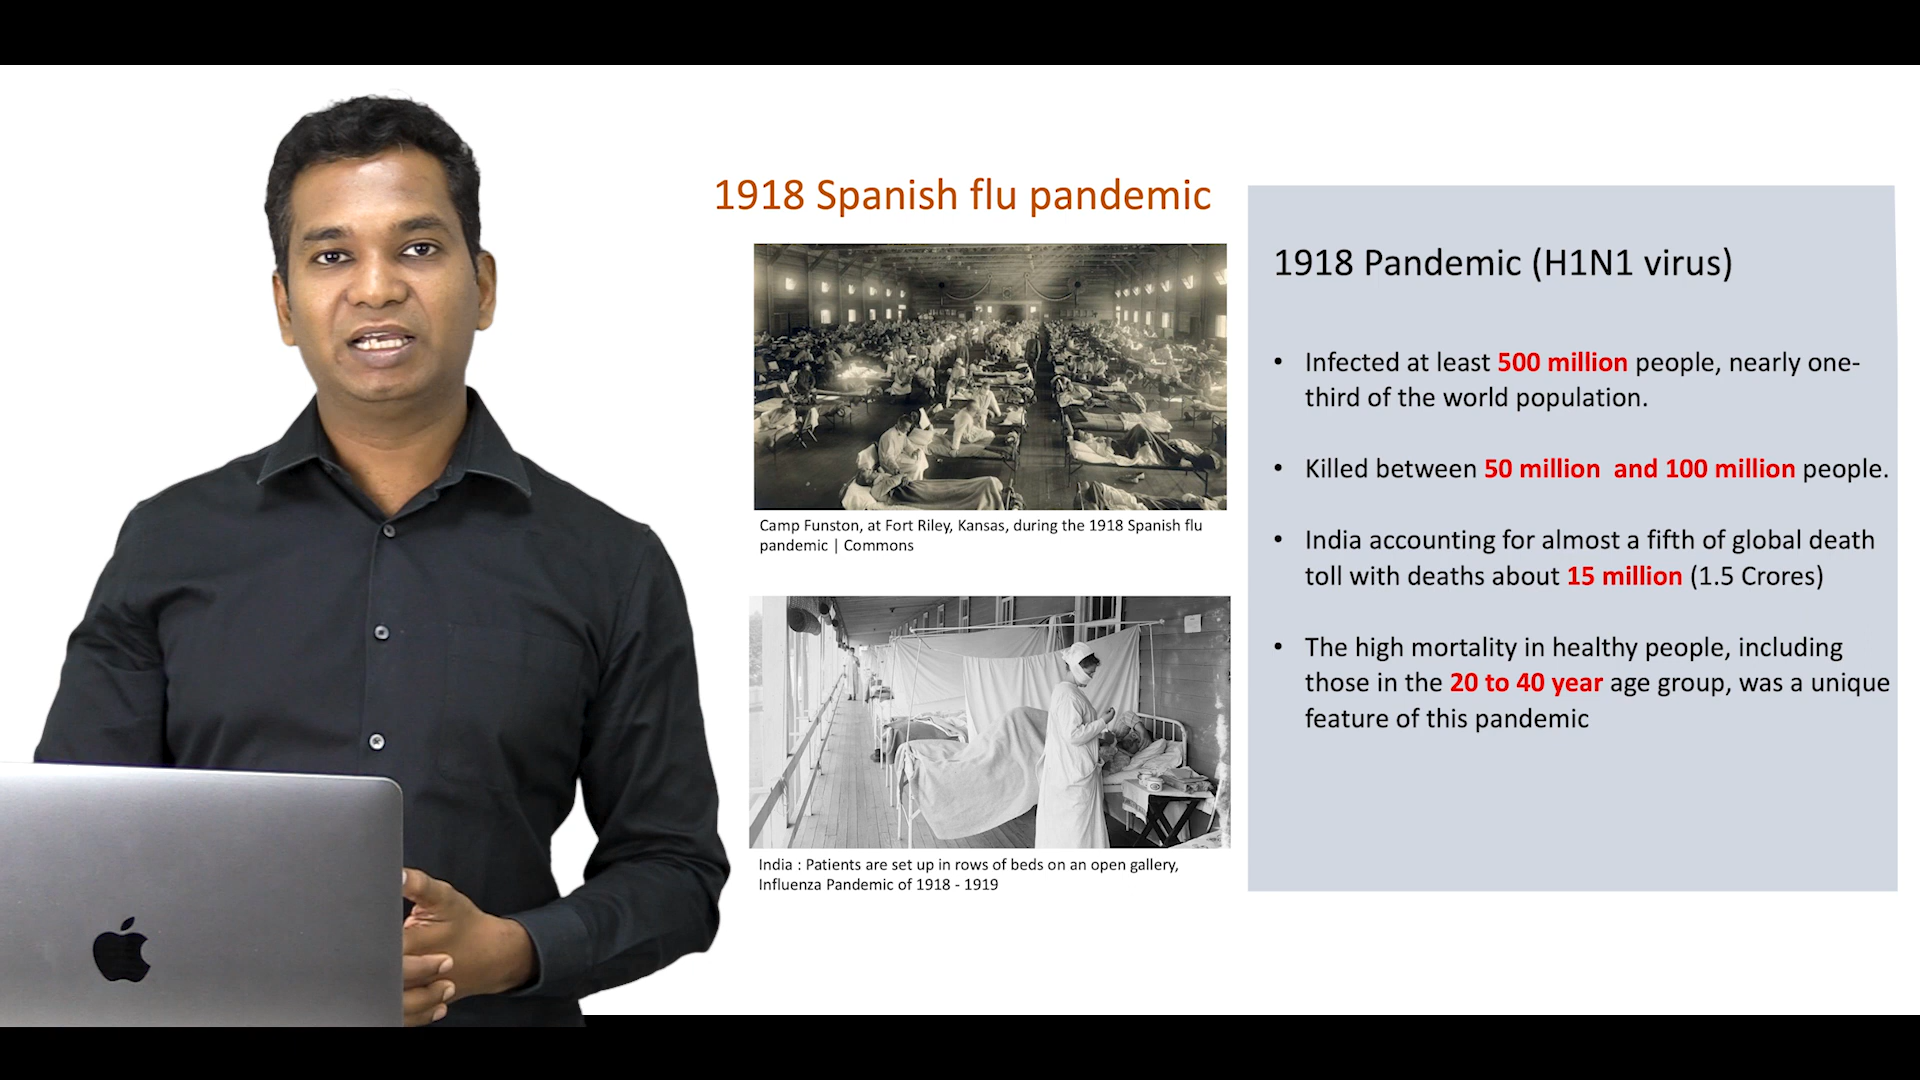 1918 Spanish flu pandemic
Camp Funston, at Fort Riley, Kansas, during the 1918 Spanish flu
pandemic | Commons
India : Patients are set up in rows of beds on an open gallery,
Influenza Pandemic of 1918 - 1919
1918 Pandemic (H1N1 virus)
• Infected at least 500 million people, nearly one-
third of the world population.
• Killed between 50 million  and 100 million people.
• India accounting for almost a fifth of global death
toll with deaths about 15 million (1.5 Crores)
• The high mortality in healthy people, including
those in the 20 to 40 year age group, was a unique
feature of this pandemic